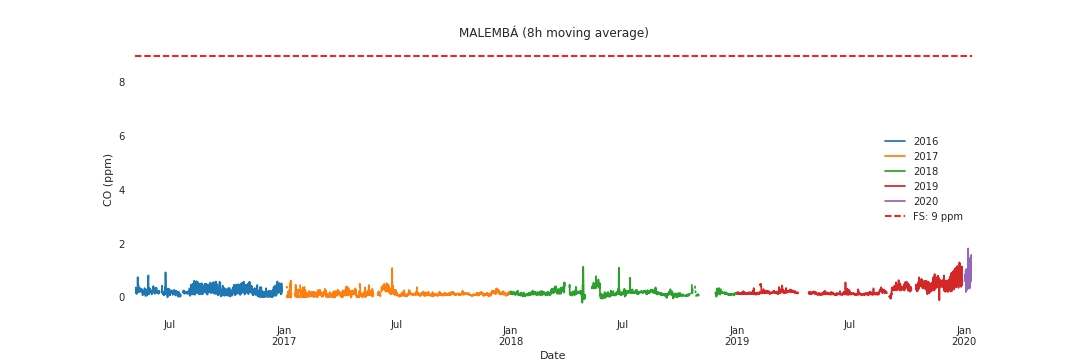 MALEMBÁ (8h moving average)
CO (ppm)
8
6
4
2
0
2016
2017
2018
2019
2020
FS: 9 ppm
Jul
Jan
2017
Jul
Jan
2018
Jul
Jan
2019
Jul
Jan
2020
Date